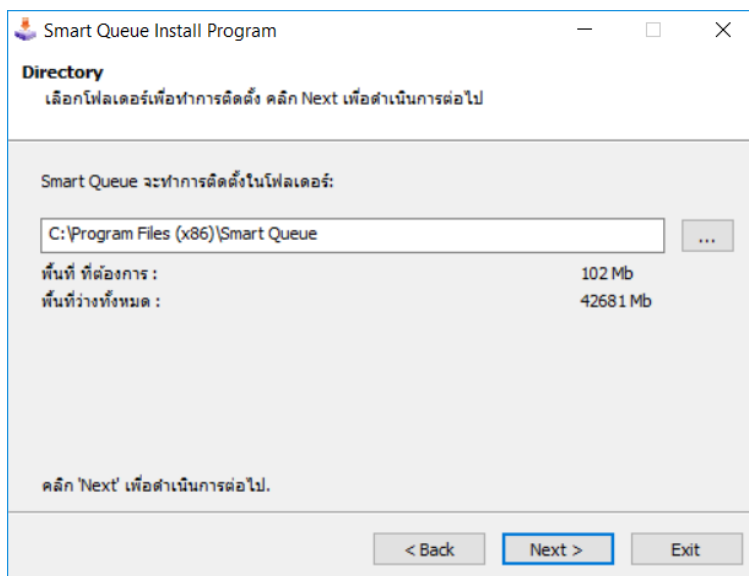 Smart Queue Install Program
Directory
เลือกโฟลเดอร์เพื่อทำการติดตั้ง คลิก Next เพื่อดำเนินการต่อไป
Smart Queue จะทำการติดตั้งในโฟลเดอร์:
C:\Program Files (x86)\Smart Queue
...
พื้นที่ ที่ต้องการ : 102 Mb
พื้นที่ว่างทั้งหมด : 42681 Mb
คลิก 'Next' เพื่อดำเนินการต่อไป.
< Back Next > Exit